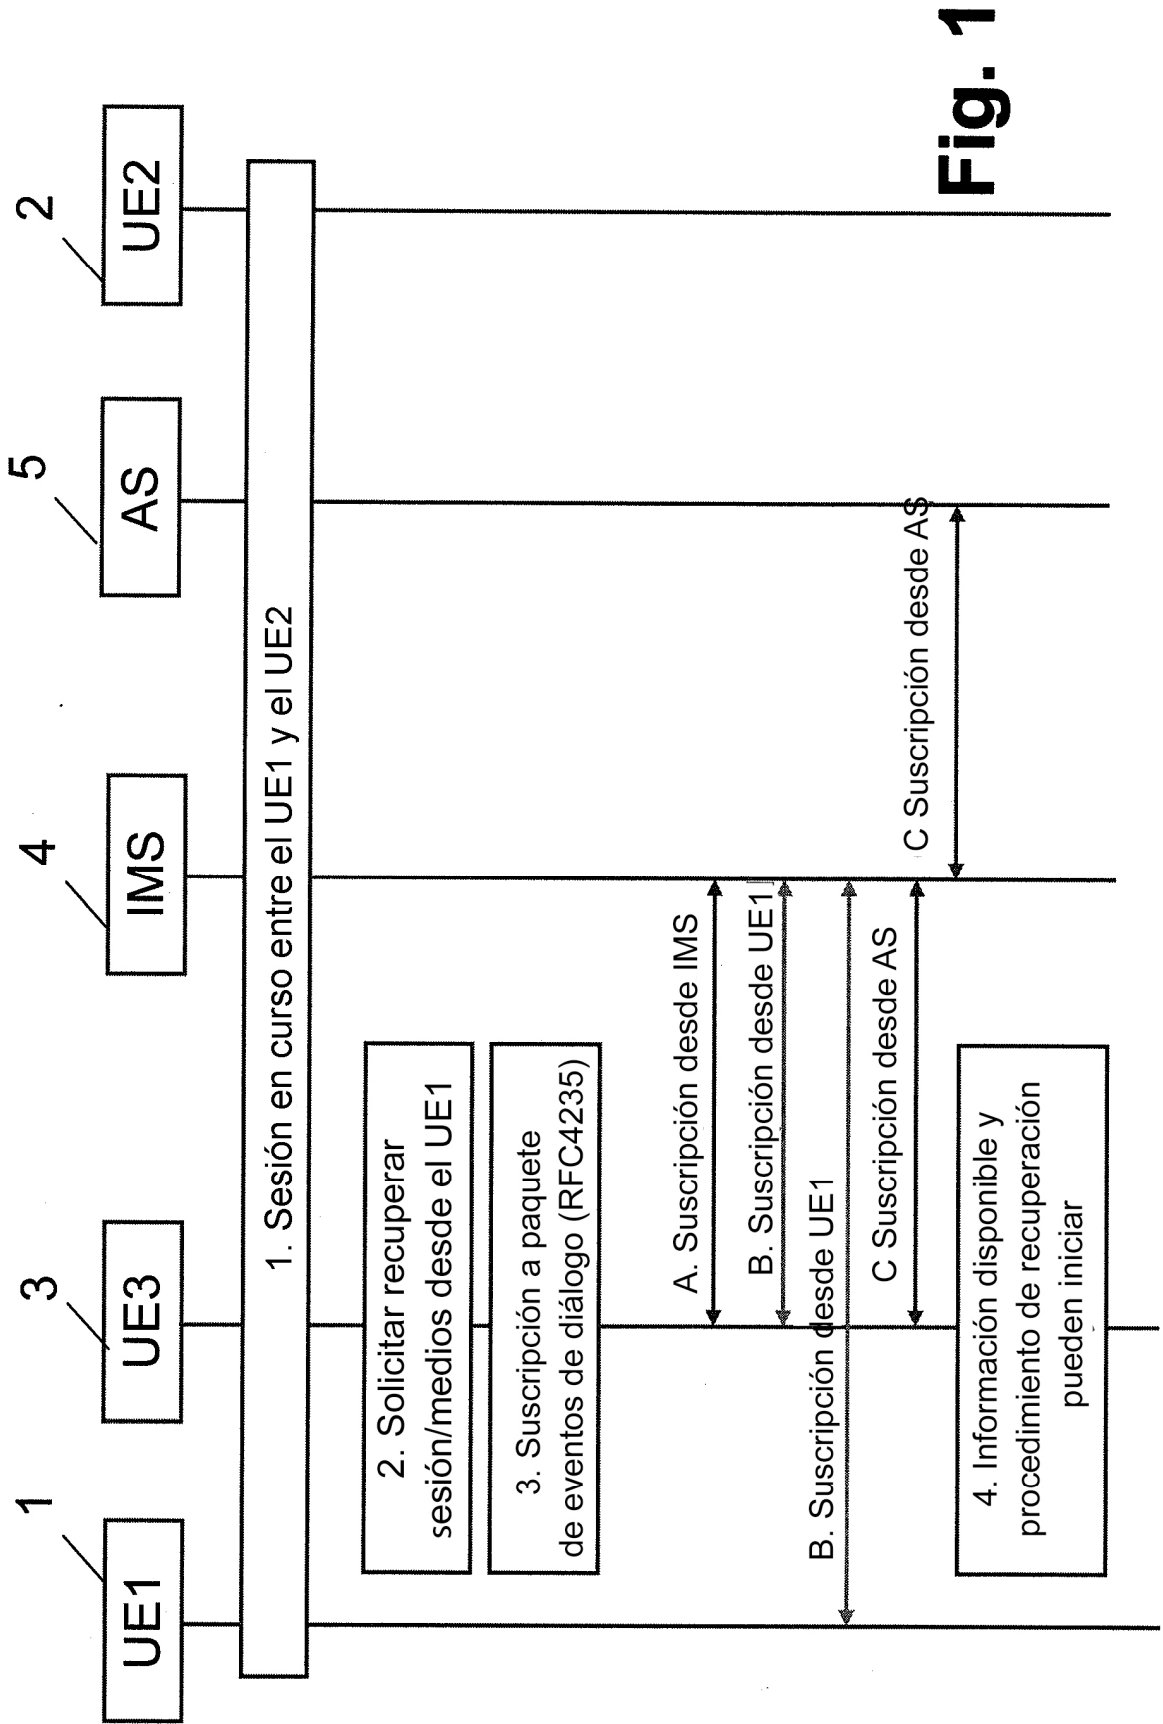 1
3
4
5
2
UE1
UE3
IMS
AS
UE2
1. Sesión en curso entre el UE1 y el UE2
2. Solicitar recuperar
sesión/medios desde el UE1
3. Suscripción a paquete
de eventos de diálogo (RFC4235)
A. Suscripción desde IMS
B. Suscripción desde UE1
B. Suscripción desde UE1
C Suscripción desde AS
C Suscripción desde AS
4. Información disponible y
procedimiento de recuperación
pueden iniciar
Fig. 1